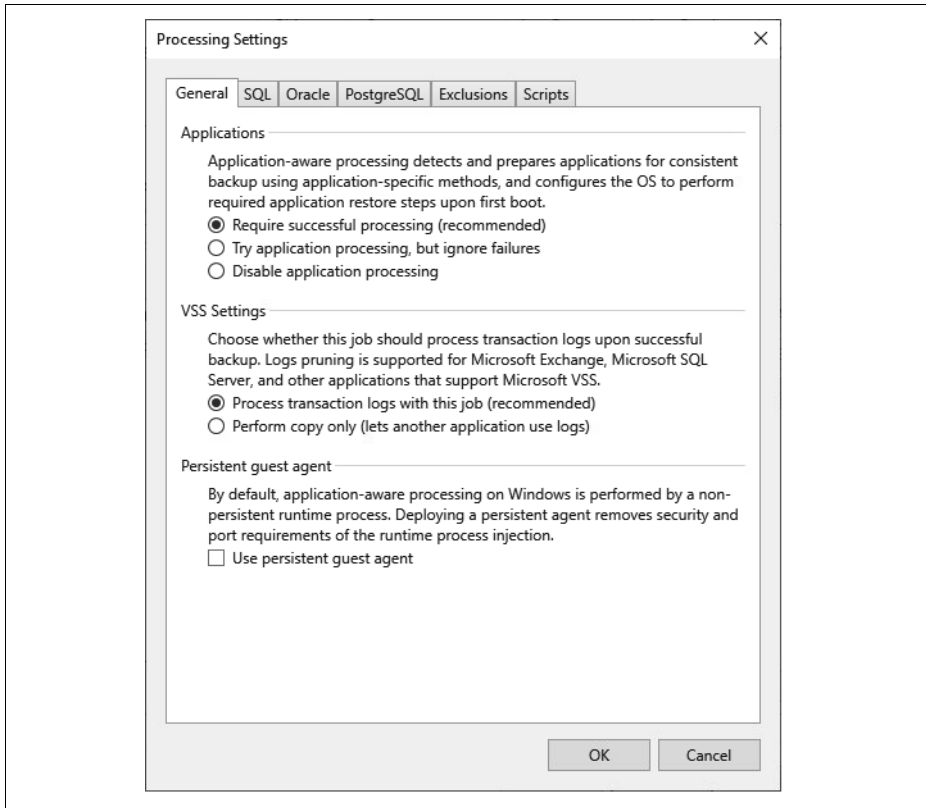 Processing Settings
General SQL Oracle PostgreSQL Exclusions Scripts
Applications
Application-aware processing detects and prepares applications for consistent
backup using application-specific methods, and configures the OS to perform
required application restore steps upon first boot.
Require successful processing (recommended)
Try application processing, but ignore failures
Disable application processing
VSS Settings
Choose whether this job should process transaction logs upon successful
backup. Logs pruning is supported for Microsoft Exchange, Microsoft SQL
Server, and other applications that support Microsoft VSS.
Process transaction logs with this job (recommended)
Perform copy only (lets another application use logs)
Persistent guest agent
By default, application-aware processing on Windows is performed by a non-
persistent runtime process. Deploying a persistent agent removes security and
port requirements of the runtime process injection.
Use persistent guest agent
OK Cancel